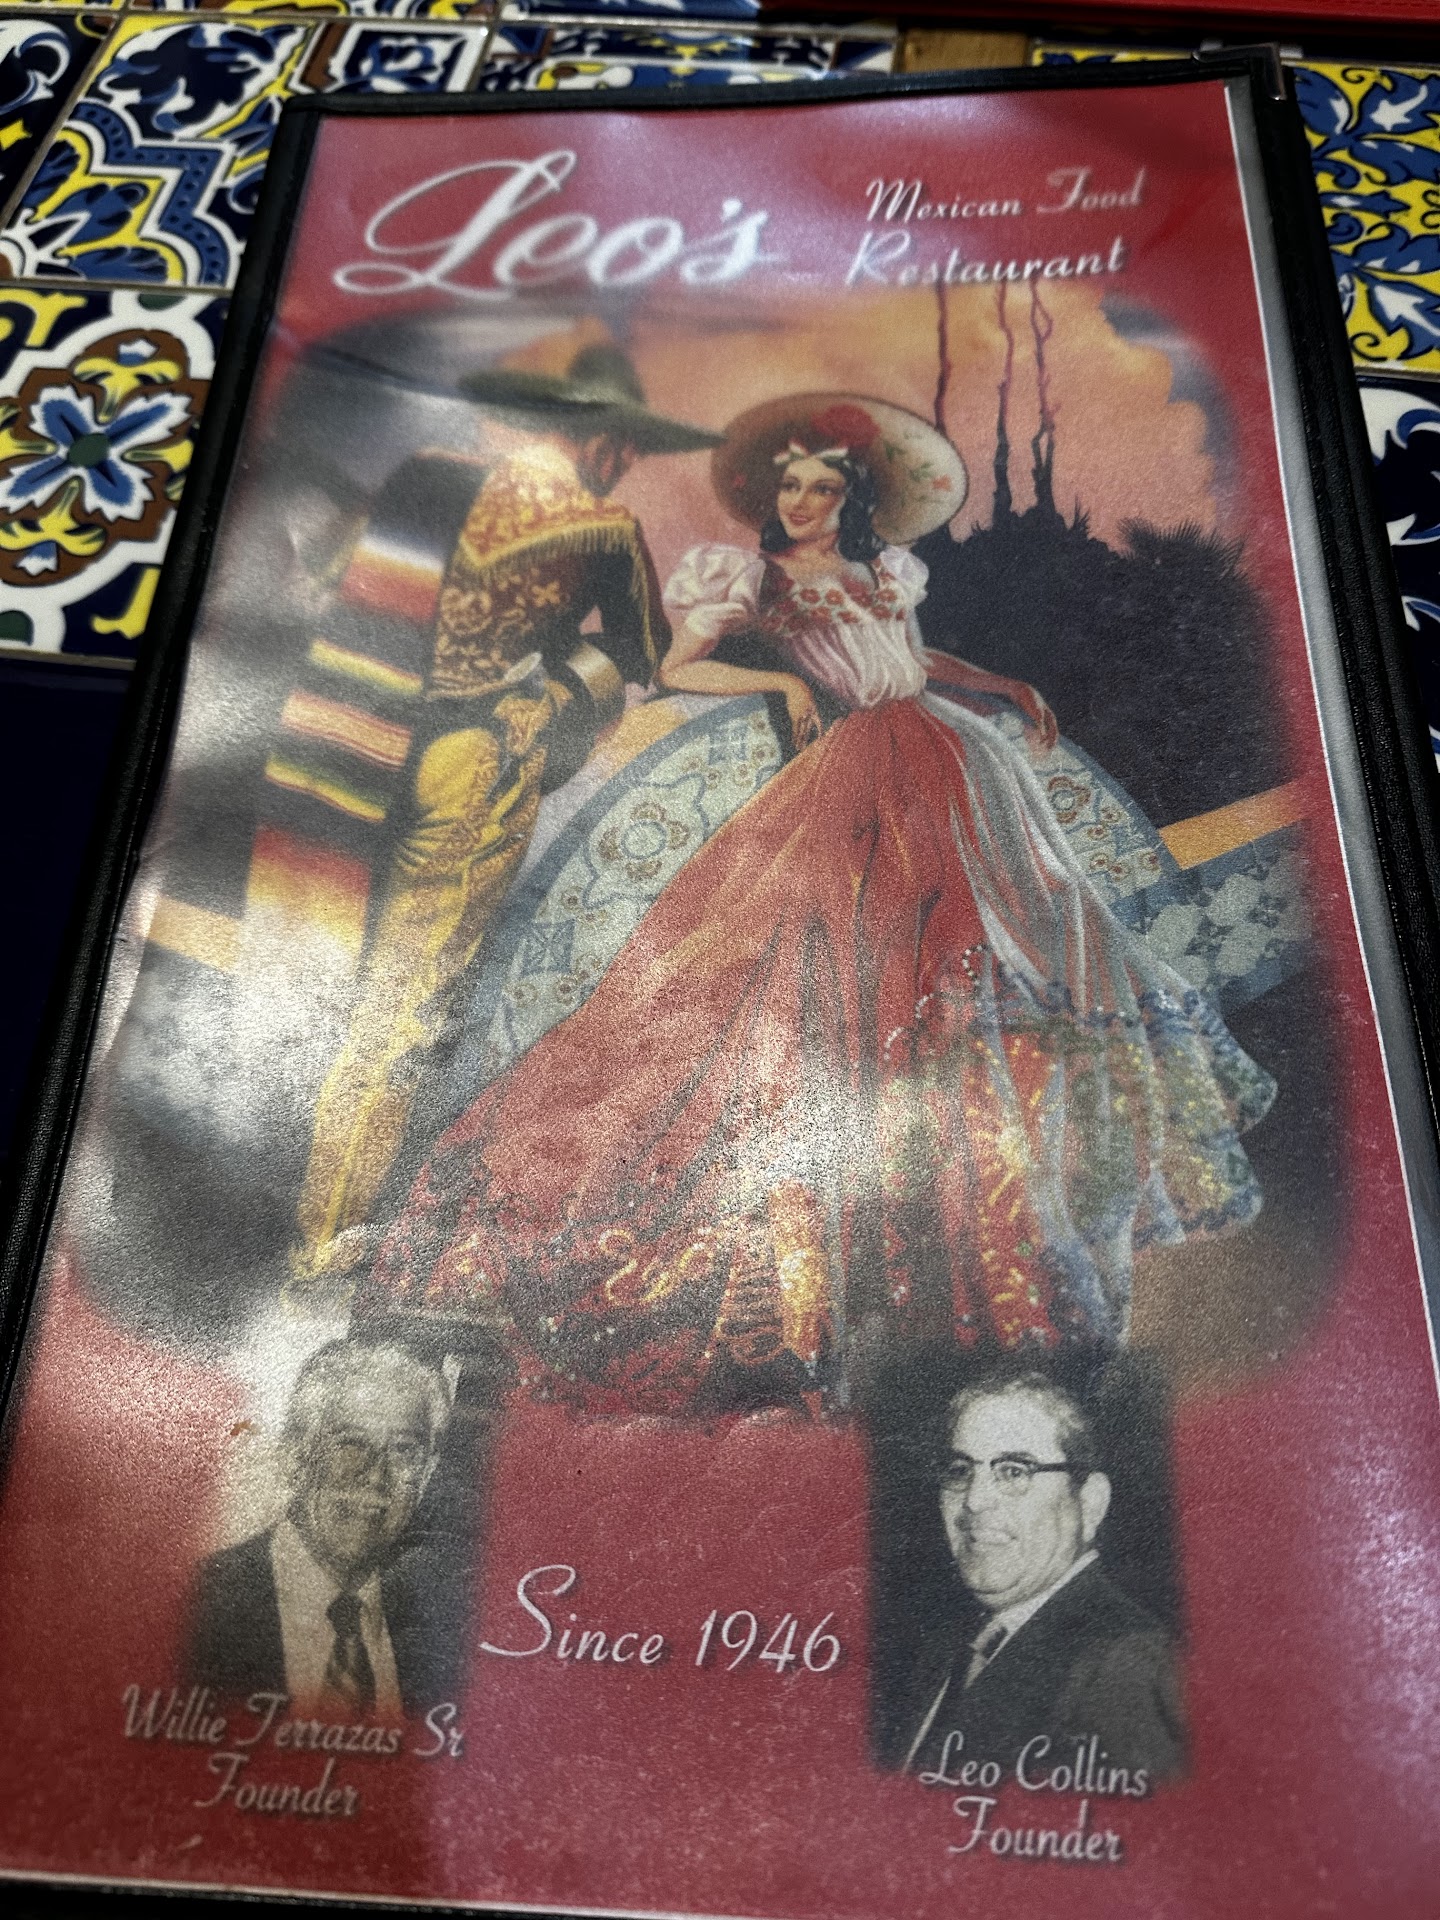 Leo's
Mexican Food
Restaurant
Since 1946
Willie Terrazas Sr
Founder
Leo Collins
Founder